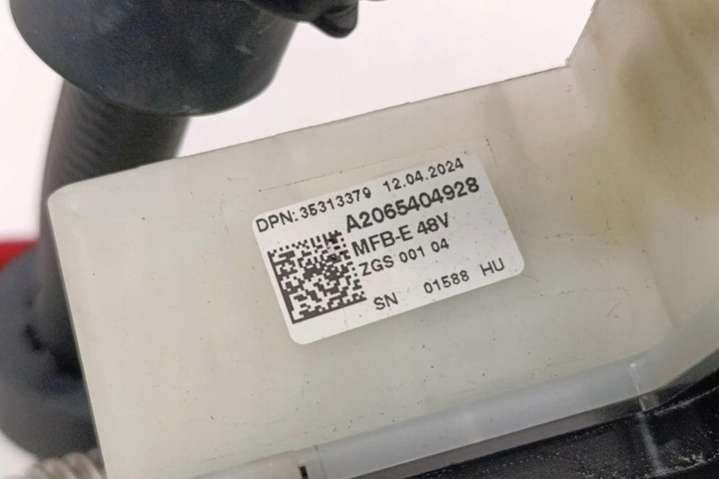 DPN: 35313379 12.04.2024
A2065404928
MFB-E 48V
ZGS 001 04
SN 01588 HU